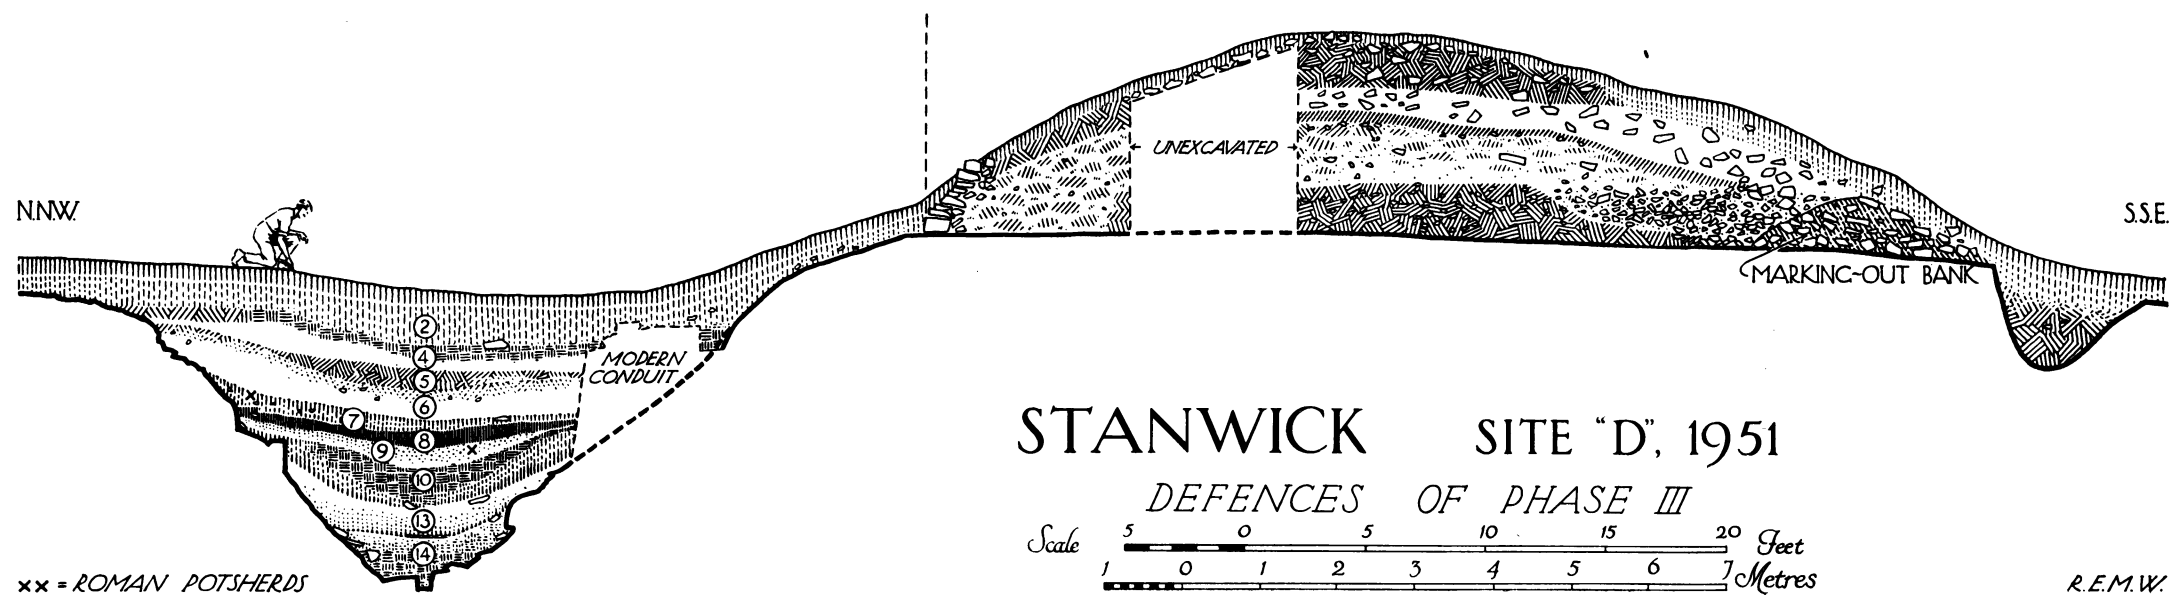 N.N.W.
S.S.E.
UNEXCAVATED
MARKING-OUT BANK
2
4
5
6
7
8
9
10
13
14
MODERN
CONDUIT
STANWICK SITE "D", 1951
DEFENCES OF PHASE III
Scale 5 0 5 10 15 20 Feet
1 0 1 2 3 4 5 6 7 Metres
xx = ROMAN POTSHERDS
R.E.M.W.